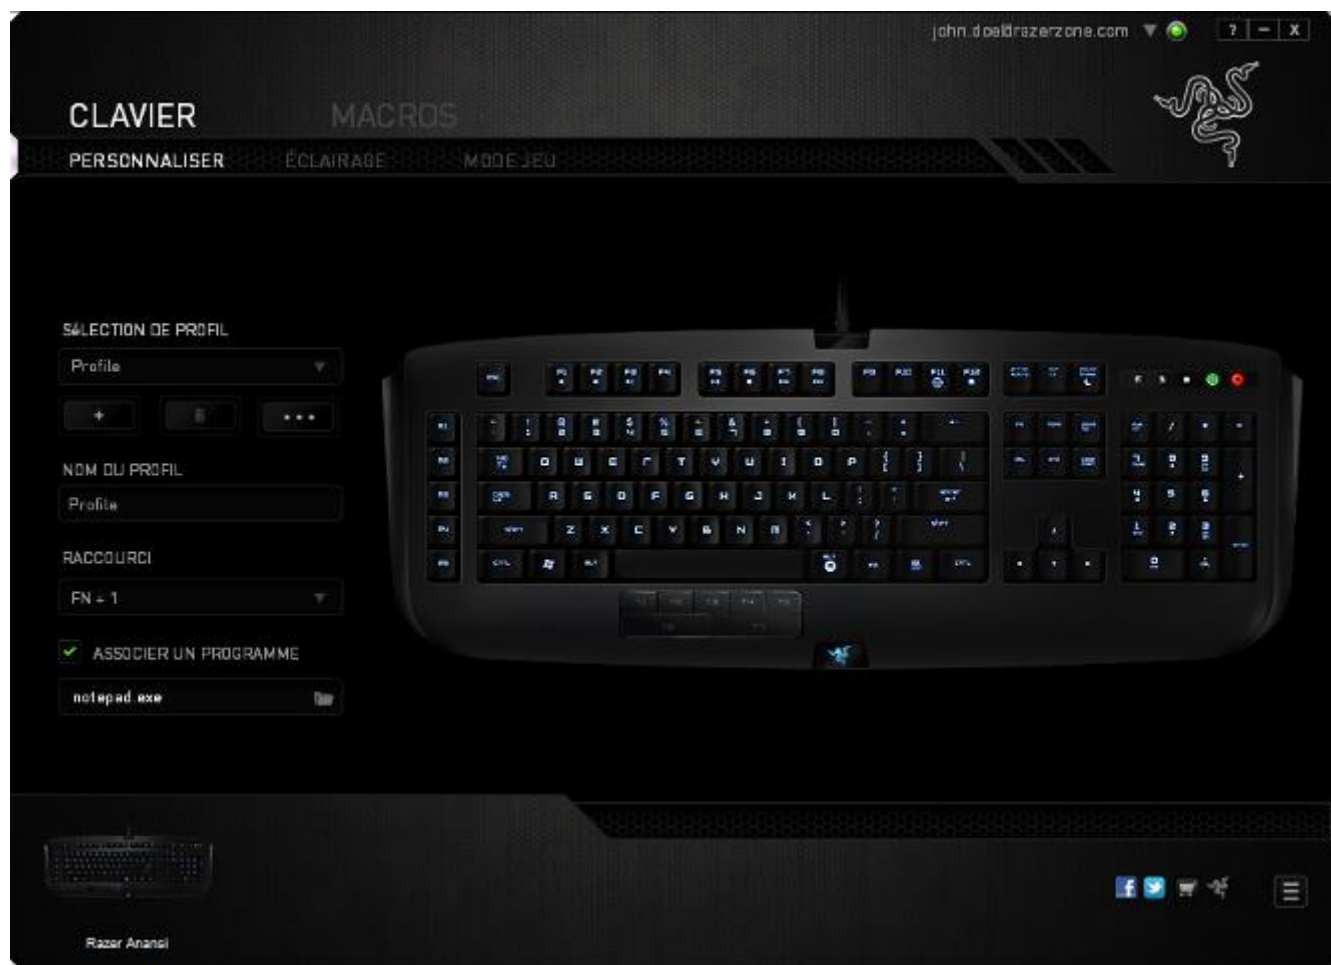 john.doe@razerzone.com
? – X
CLAVIER MACROS
PERSONNALISER ÉCLAIRAGE MODE JEU
SÉLECTION DE PROFIL
Profile
+ •••
NOM DU PROFIL
Profile
RACCOURCI
FN + 1
ASSOCIER UN PROGRAMME
notepad.exe
Q W E R T Y U I O P
A S D F G H J K L
Z X C V B N M
Razer Anansi